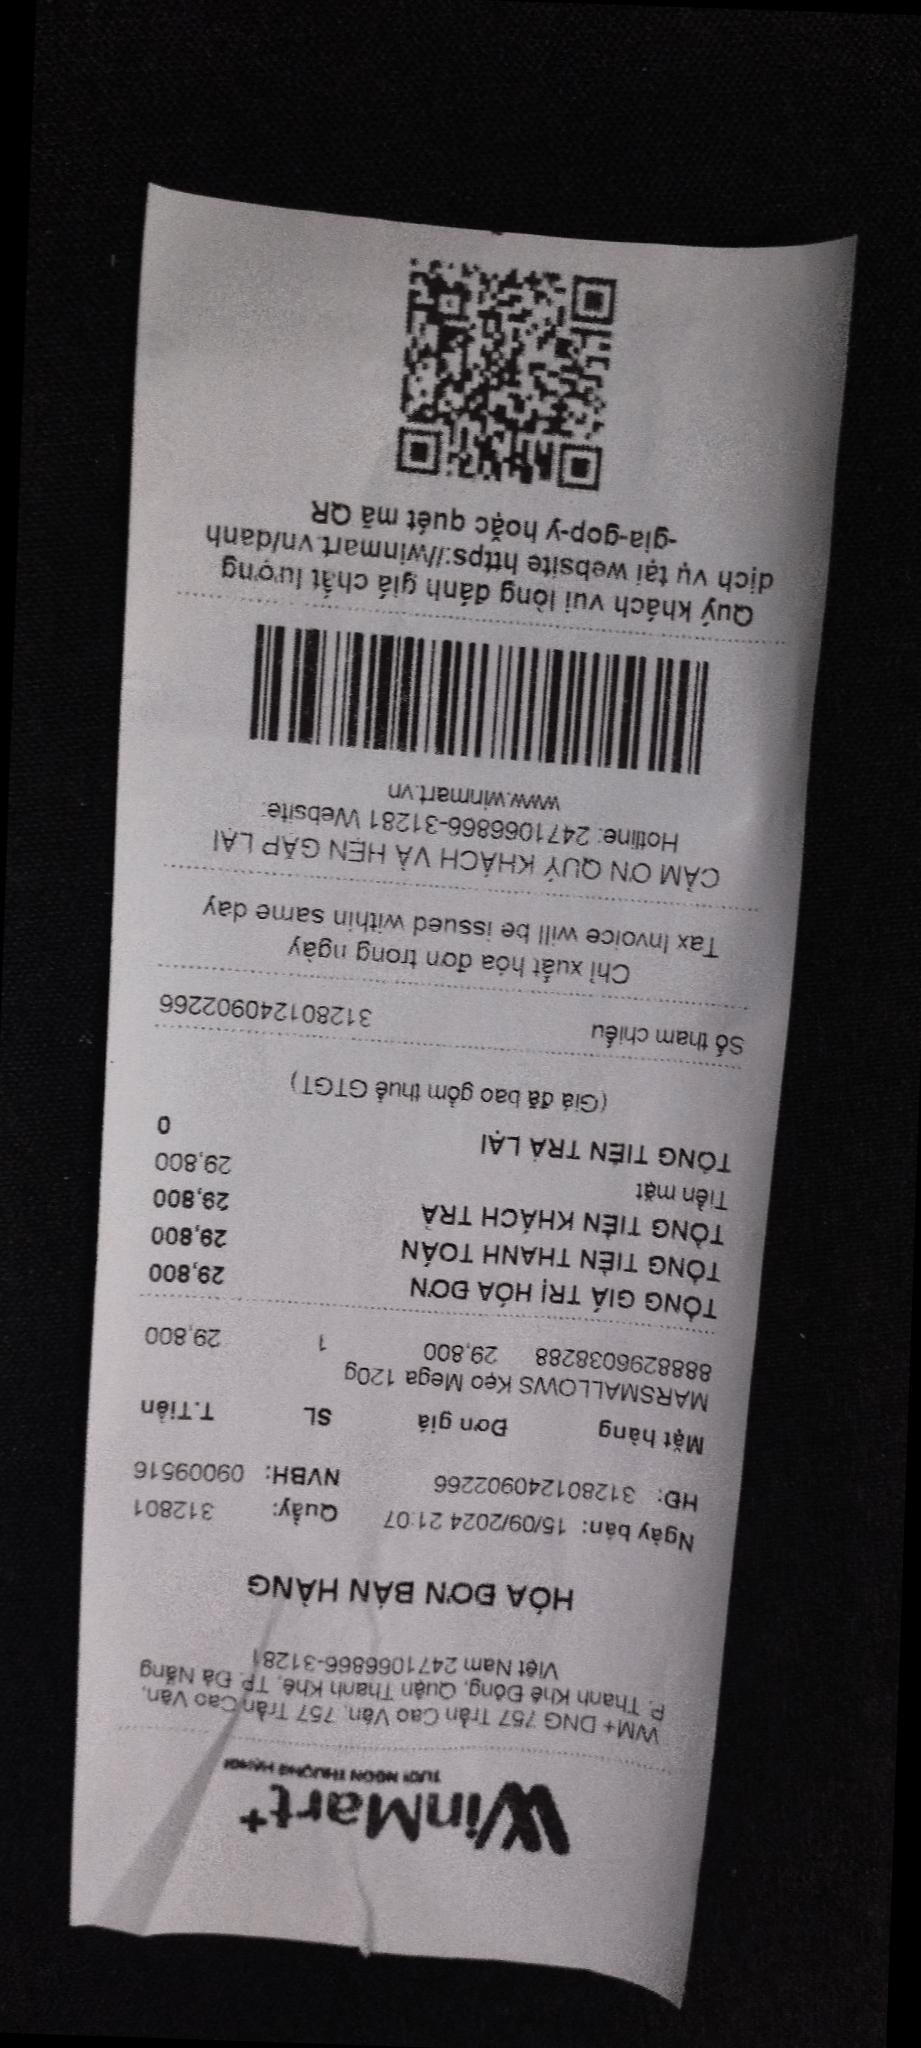 WinMart+
TƯƠI NGON THƯỢNG HẠNG
WM+ DNG 757 Trần Cao Vân, 757 Trần Cao Vân,
P. Thanh Khê Đông, Quận Thanh Khê, TP. Đà Nẵng
Việt Nam 2471066866-31281
HÓA ĐƠN BÁN HÀNG
Ngày bán: 15/09/2024 21:07 Quầy: 312801
HĐ: 31280124090266 NVBH: 09009516
Mặt hàng Đơn giá SL T.Tiền
MARSMALLOWS Kẹo Mega 120g
8888296038288 29,800 1 29,800
TỔNG GIÁ TRỊ HÓA ĐƠN 29,800
TỔNG TIỀN THANH TOÁN 29,800
TỔNG TIỀN KHÁCH TRẢ 29,800
Tiền mặt 29,800
TỔNG TIỀN TRẢ LẠI 0
(Giá đã bao gồm thuế GTGT)
Số tham chiếu 312801240902266
Chỉ xuất hóa đơn trong ngày
Tax Invoice will be issued within same day
CẢM ƠN QUÝ KHÁCH VÀ HẸN GẶP LẠI
Hotline: 2471066866-31281 Website:
www.winmart.vn
Quý khách vui lòng đánh giá chất lượng
dịch vụ tại website https://winmart.vn/danh
-gia-gop-y hoặc quét mã QR